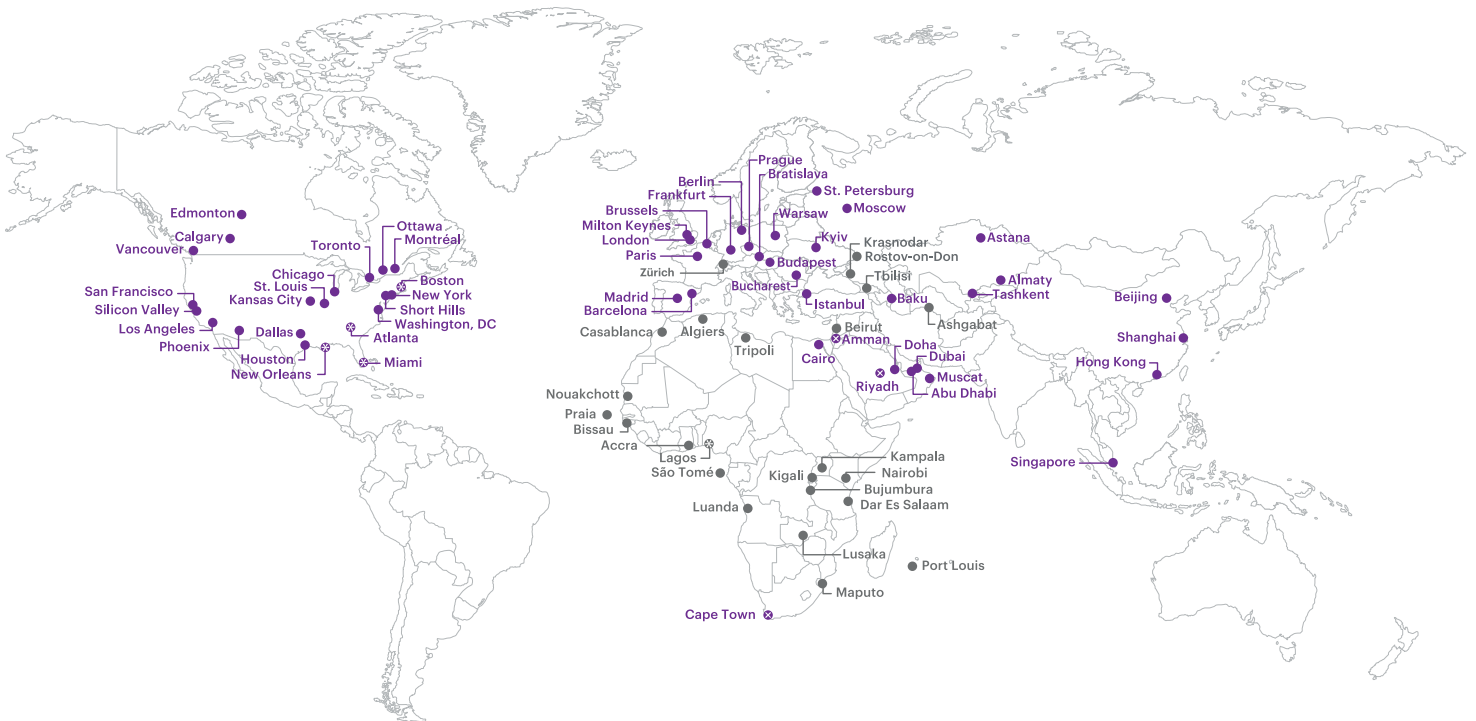 Edmonton
Calgary
Vancouver
Toronto
Ottawa
Montréal
Chicago
St. Louis
Kansas City
Boston
New York
Short Hills
Washington, DC
San Francisco
Silicon Valley
Los Angeles
Phoenix
Dallas
Houston
New Orleans
Atlanta
Miami
Prague
Bratislava
Berlin
Frankfurt
Brussels
Milton Keynes
London
Paris
Zürich
Madrid
Barcelona
St. Petersburg
Moscow
Warsaw
Kyiv
Budapest
Bucharest
Istanbul
Krasnodar
Rostov-on-Don
Tbilisi
Baku
Astana
Almaty
Tashkent
Ashgabat
Beijing
Shanghai
Hong Kong
Singapore
Casablanca
Algiers
Tripoli
Beirut
Amman
Cairo
Doha
Dubai
Riyadh
Muscat
Abu Dhabi
Nouakchott
Praia
Bissau
Accra
Lagos
São Tomé
Luanda
Kampala
Kigali
Nairobi
Bujumbura
Dar Es Salaam
Lusaka
Port Louis
Maputo
Cape Town